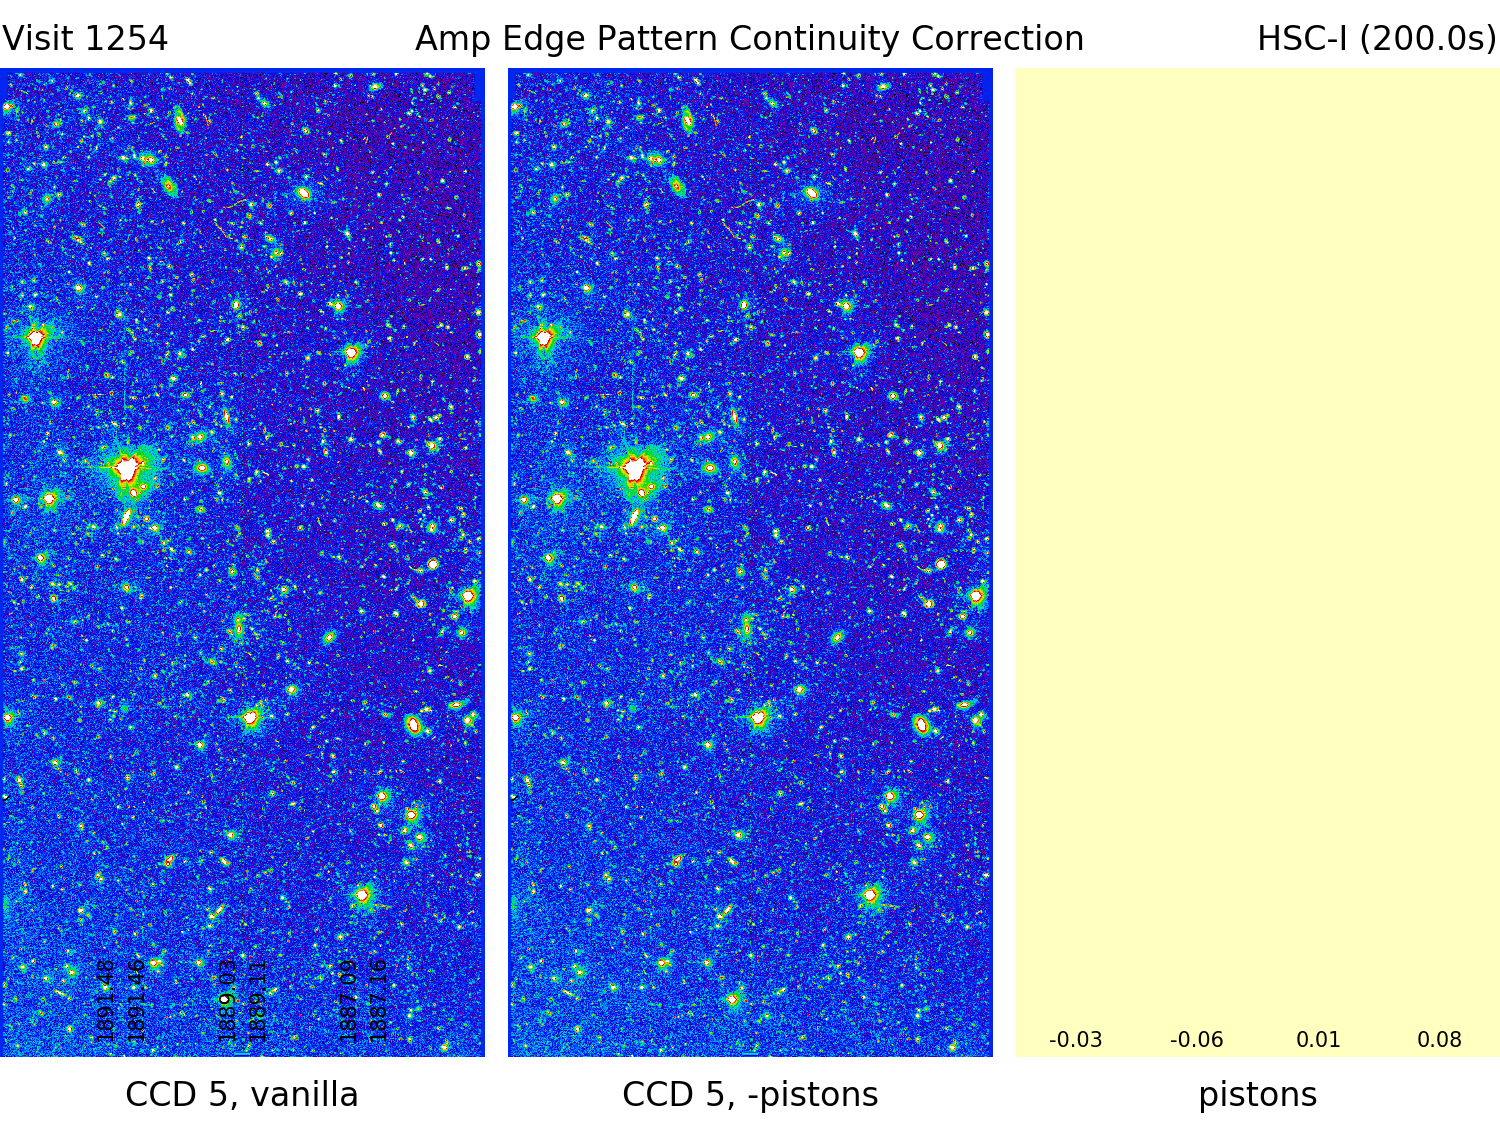 Visit 1254 Amp Edge Pattern Continuity Correction HSC-I (200.0s)
1891.48
1891.46
1889.03
1889.11
1887.09
1887.16
-0.03 -0.06 0.01 0.08
CCD 5, vanilla CCD 5, -pistons pistons